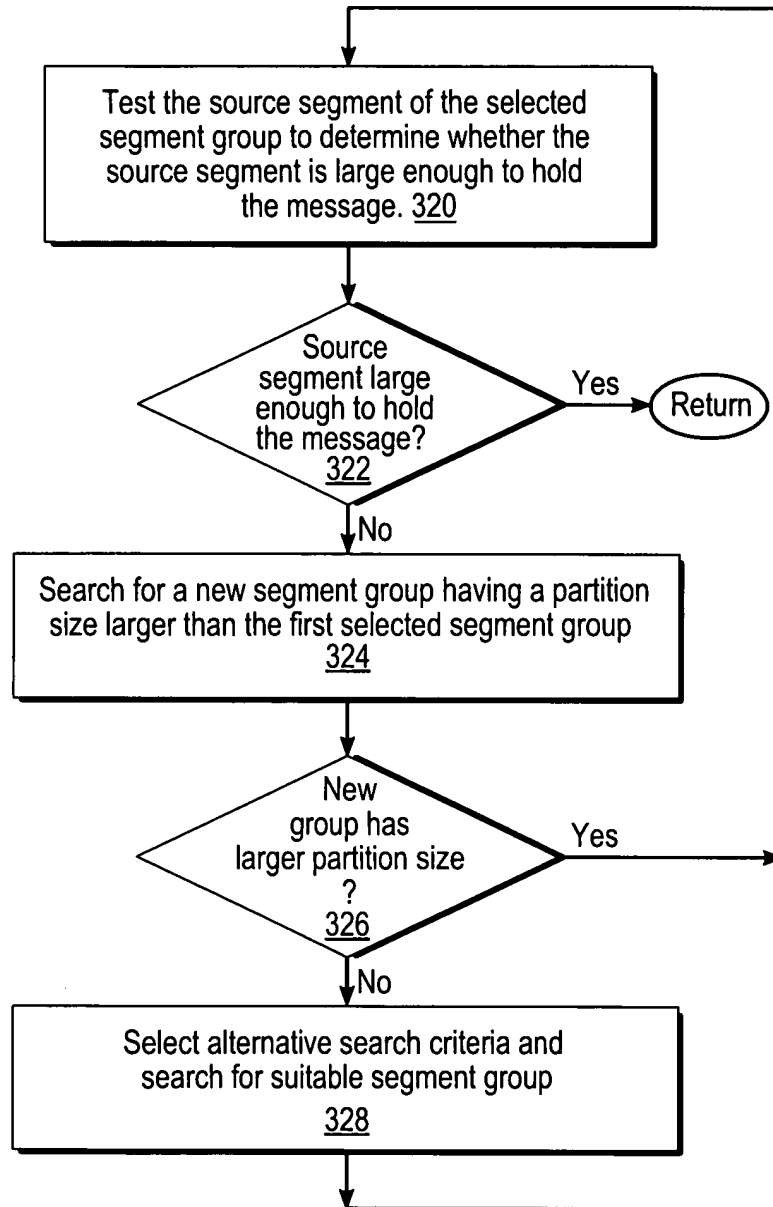 Test the source segment of the selected
segment group to determine whether the
source segment is large enough to hold
the message. 320
Source
segment large
enough to hold
the message?
322
Yes
Return
No
Search for a new segment group having a partition
size larger than the first selected segment group
324
New
group has
larger partition size
?
326
Yes
No
Select alternative search criteria and
search for suitable segment group
328